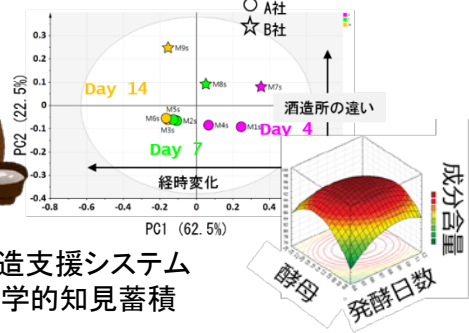 ○ A社
☆ B社
0.3
0.2
0.1
0
-0.1
-0.2
-0.3
-0.4
PC2 (22.5%)
M9s
M8s
M7s
Day 14
M5s
M6s
M2s
M3s
M4s
M1s
Day 4
Day 7
酒造所の違い
経時変化
-0.8
-0.6
-0.4
-0.2
0
0.2
0.4
PC1 (62.5%)
成分含量
酵母
発酵日数
造支援システム
学的知見蓄積